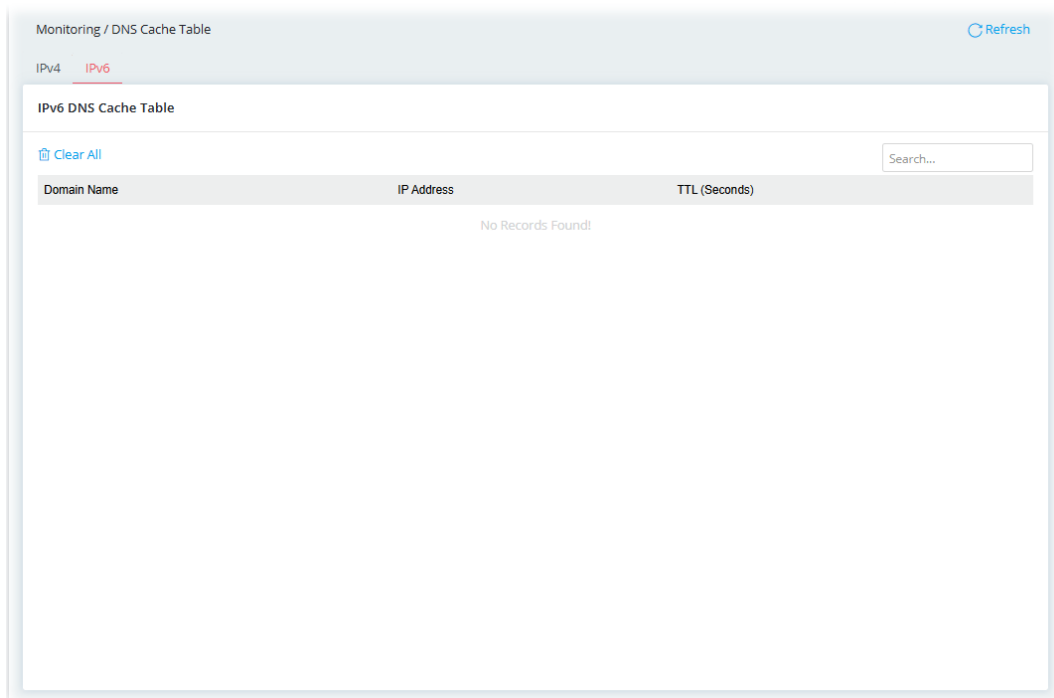 Monitoring / DNS Cache Table
Refresh
IPv4 IPv6
IPv6 DNS Cache Table
Clear All
Search...
Domain Name IP Address TTL (Seconds)
No Records Found!